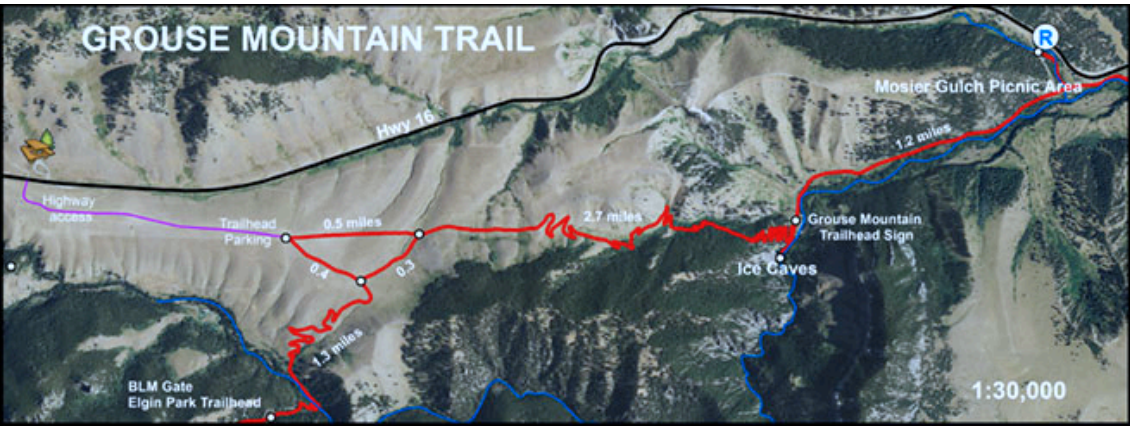 GROUSE MOUNTAIN TRAIL
R
Mosier Gulch Picnic Area
Hwy 16
1.2 miles
Highway
access
Trailhead
Parking
0.5 miles
2.7 miles
Grouse Mountain
Trailhead Sign
0.4
0.3
Ice Caves
1.3 miles
BLM Gate
Elgin Park Trailhead
1:30,000